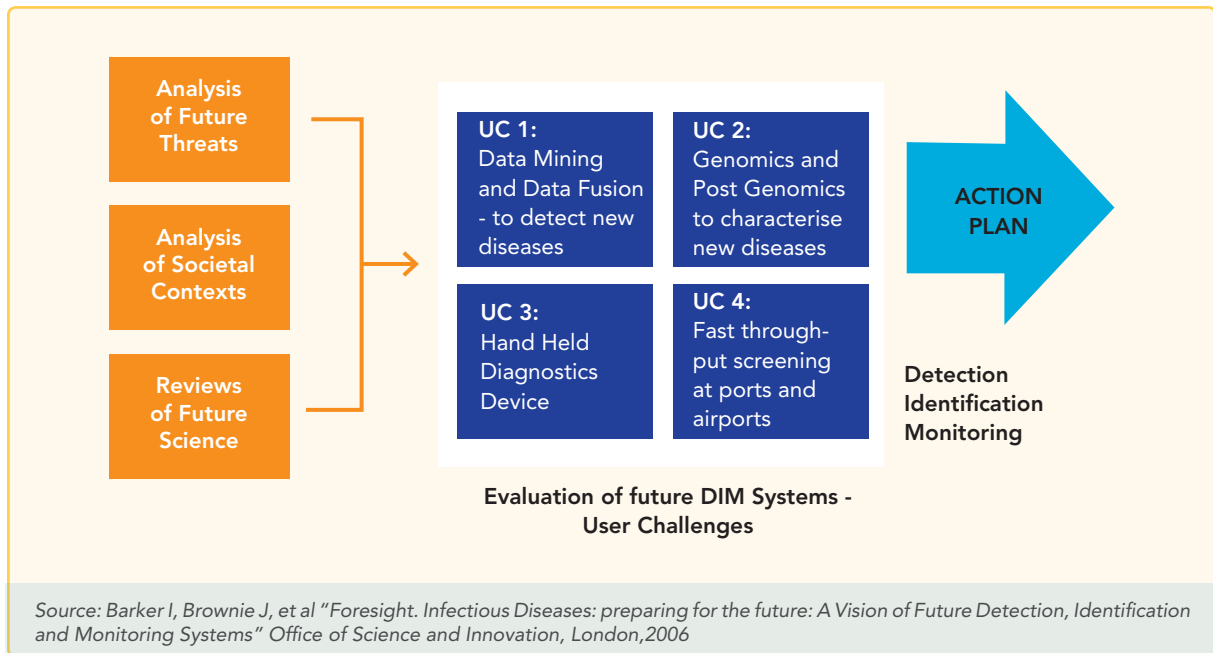 Analysis
of Future
Threats
Analysis
of Societal
Contexts
Reviews
of Future
Science
UC 1:
Data Mining
and Data Fusion
- to detect new
diseases
UC 2:
Genomics and
Post Genomics
to characterise
new diseases
UC 3:
Hand Held
Diagnostics
Device
UC 4:
Fast through-
put screening
at ports and
airports
ACTION
PLAN
Detection
Identification
Monitoring
Evaluation of future DIM Systems -
User Challenges
Source: Barker I, Brownie J, et al “Foresight. Infectious Diseases: preparing for the future: A Vision of Future Detection, Identification
and Monitoring Systems” Office of Science and Innovation, London,2006